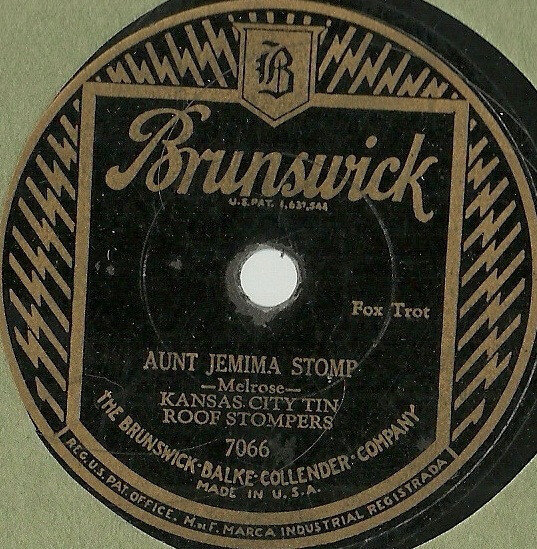 B
Brunswick
U.S. PAT. 1,637,544
Fox Trot
AUNT JEMIMA STOMP
—Melrose—
KANSAS CITY TIN
ROOF STOMPERS
7066
THE BRUNSWICK·BALKE·COLLENDER·COMPANY
MADE IN U.S.A.
REG. U.S. PAT. OFFICE. M. DE F. MARCA INDUSTRIAL REGISTRADA